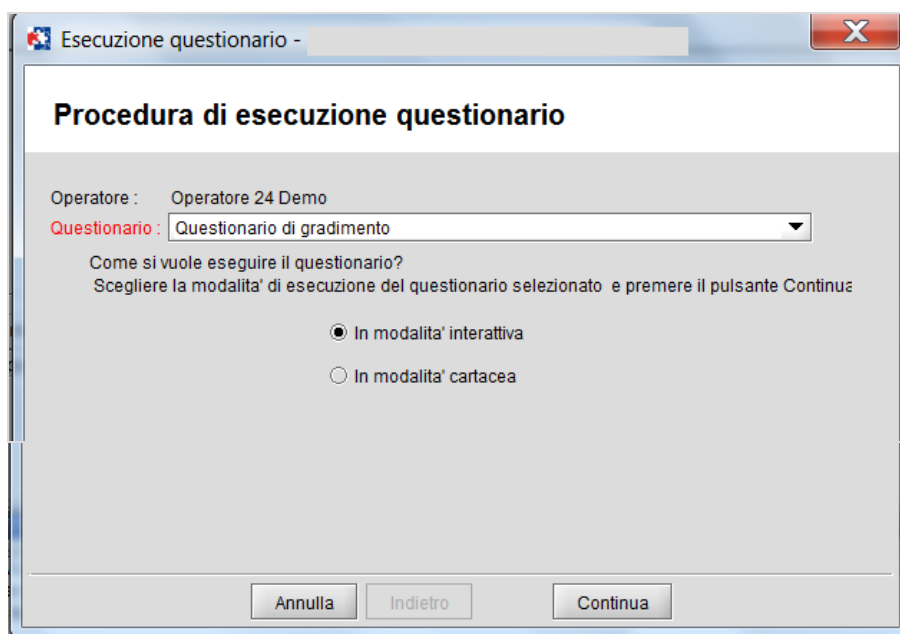 Esecuzione questionario -
Procedura di esecuzione questionario
Operatore : Operatore 24 Demo
Questionario : Questionario di gradimento
Come si vuole eseguire il questionario?
Scegliere la modalita' di esecuzione del questionario selezionato e premere il pulsante Continua
In modalita' interattiva
In modalita' cartacea
Annulla Indietro Continua